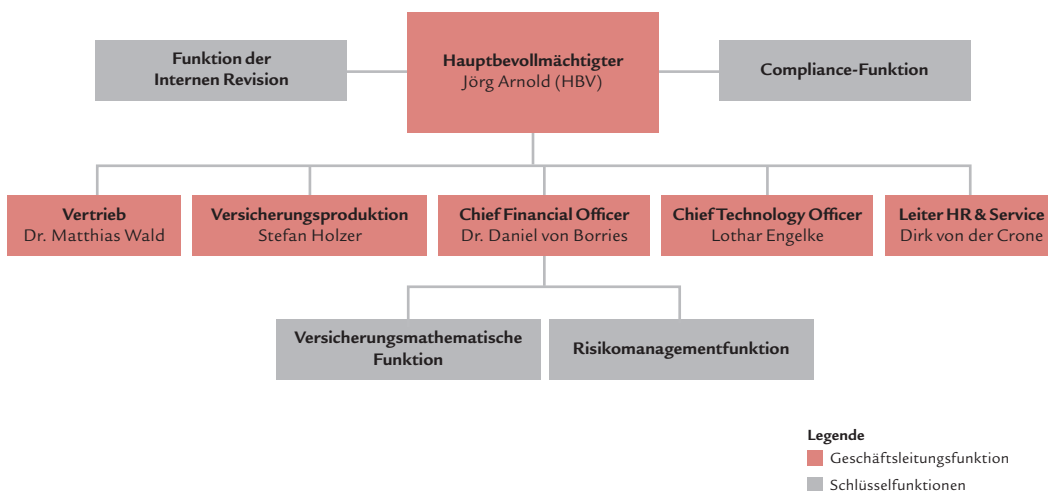 Funktion der
Internen Revision
Hauptbevollmächtigter
Jörg Arnold (HBV)
Compliance-Funktion
Vertrieb
Dr. Matthias Wald
Versicherungsproduktion
Stefan Holzer
Chief Financial Officer
Dr. Daniel von Borries
Chief Technology Officer
Lothar Engelke
Leiter HR & Service
Dirk von der Crone
Versicherungsmathematische
Funktion
Risikomanagementfunktion
Legende
Geschäftsleitungsfunktion
Schlüsselfunktionen